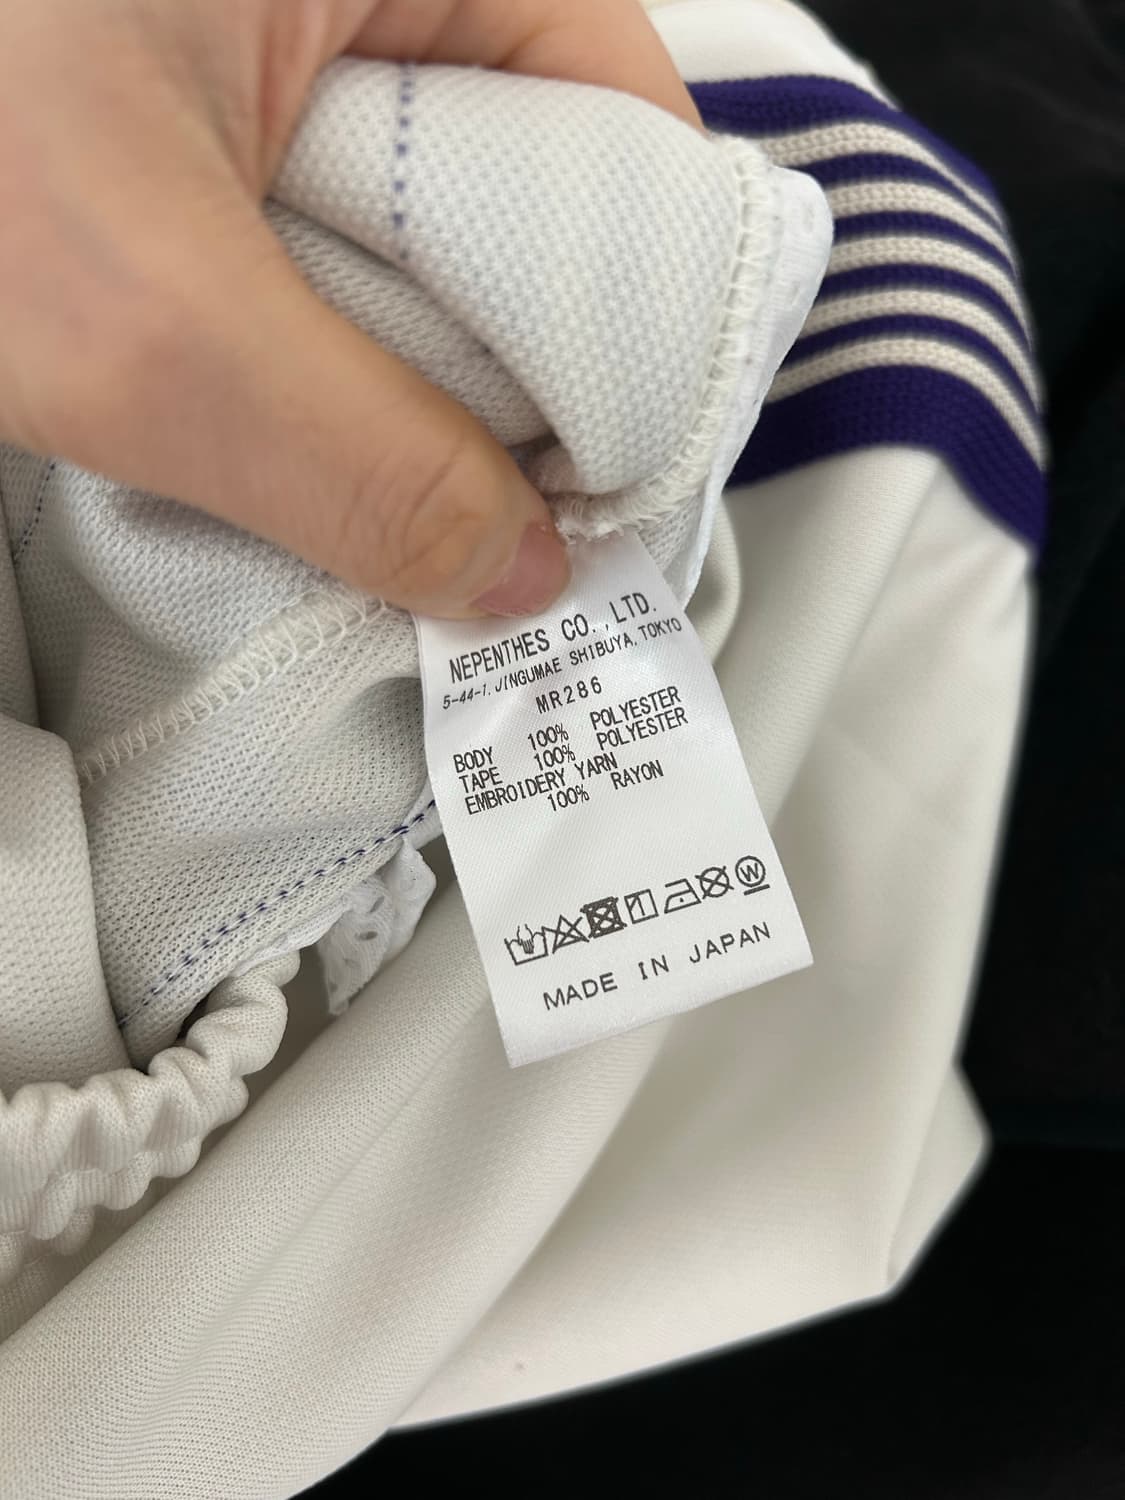 NEPENTHES CO.,LTD.
5-44-1, JINGUMAE SHIBUYA, TOKYO
MR286
BODY 100% POLYESTER
TAPE 100% POLYESTER
EMBROIDERY YARN
100% RAYON
W
MADE IN JAPAN